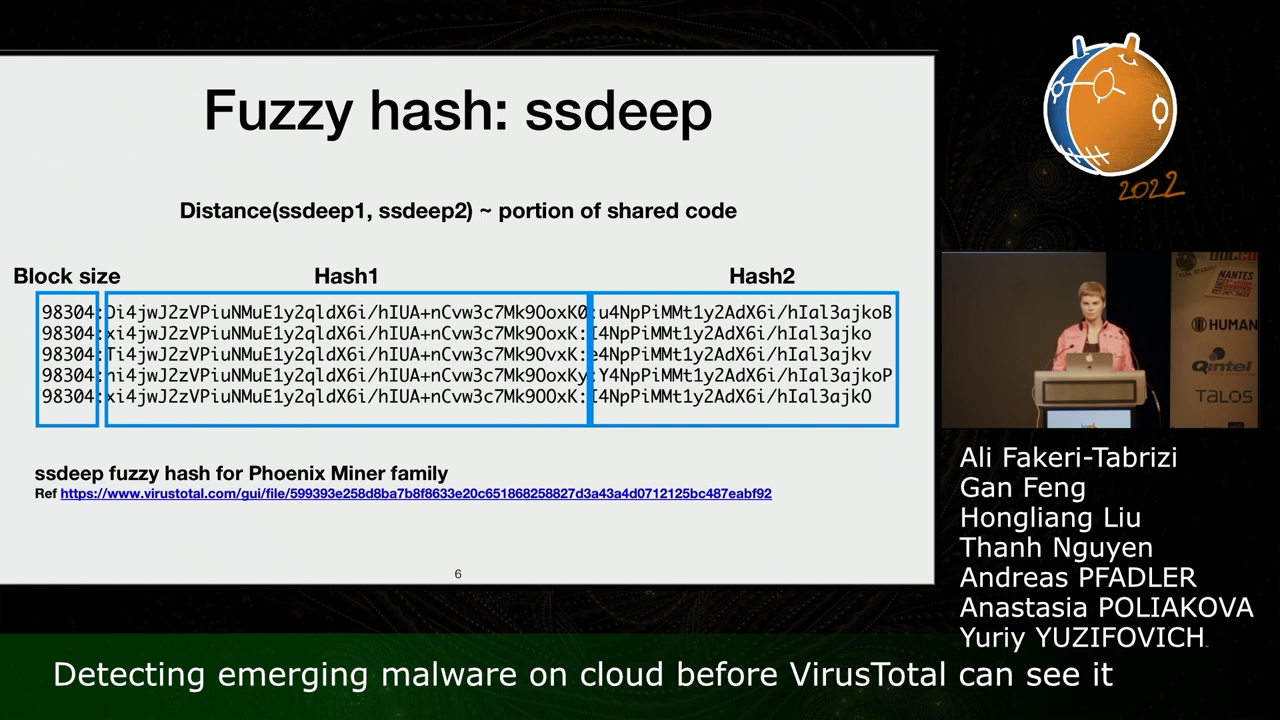 Fuzzy hash: ssdeep
Distance(ssdeep1, ssdeep2) ~ portion of shared code
Block size Hash1 Hash2
98304:Di4jwJ2zVPiuNMuE1y2qldX6i/hIUA+nCvw3c7Mk9OoxK0:u4NpPiMMt1y2AdX6i/hIal3ajkoB
98304:xi4jwJ2zVPiuNMuE1y2qldX6i/hIUA+nCvw3c7Mk9OOxK:I4NpPiMMt1y2AdX6i/hIal3ajko
98304:Ti4jwJ2zVPiuNMuE1y2qldX6i/hIUA+nCvw3c7Mk9OvxK:e4NpPiMMt1y2AdX6i/hIal3ajkv
98304:ni4jwJ2zVPiuNMuE1y2qldX6i/hIUA+nCvw3c7Mk9OoxKy:Y4NpPiMMt1y2AdX6i/hIal3ajkoP
98304:xi4jwJ2zVPiuNMuE1y2qldX6i/hIUA+nCvw3c7Mk9OOxK:I4NpPiMMt1y2AdX6i/hIal3ajkO
ssdeep fuzzy hash for Phoenix Miner family
Ref https://www.virustotal.com/gui/file/599393e258d8ba7b8f8633e20c651868258827d3a43a4d0712125bc487eabf92
6
2022
NANTES
HUMAN
Qintel
TALOS
Ali Fakeri-Tabrizi
Gan Feng
Hongliang Liu
Thanh Nguyen
Andreas PFADLER
Anastasia POLIAKOVA
Yuriy YUZIFOVICH
Detecting emerging malware on cloud before VirusTotal can see it